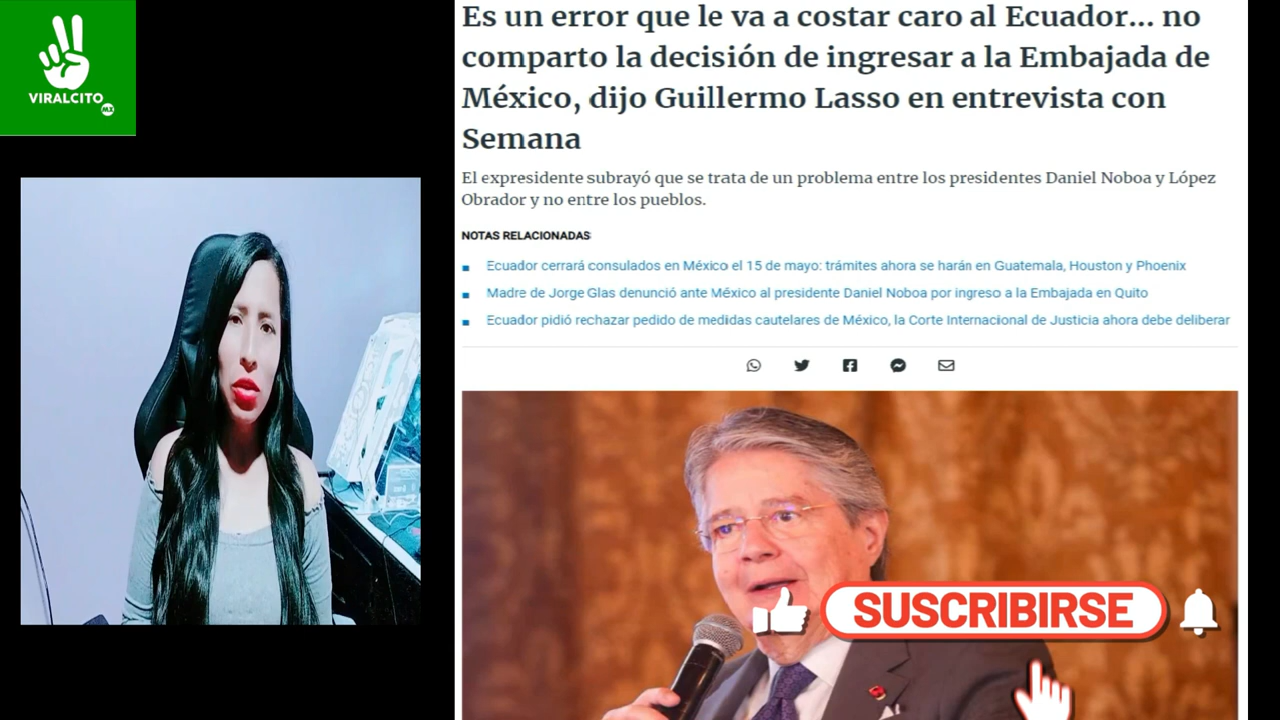 VIRALCITO
MX
Es un error que le va a costar caro al Ecuador... no
comparto la decisión de ingresar a la Embajada de
México, dijo Guillermo Lasso en entrevista con
Semana
El expresidente subrayó que se trata de un problema entre los presidentes Daniel Noboa y López
Obrador y no entre los pueblos.
NOTAS RELACIONADAS
Ecuador cerrará consulados en México el 15 de mayo: trámites ahora se harán en Guatemala, Houston y Phoenix
Madre de Jorge Glas denunció ante México al presidente Daniel Noboa por ingreso a la Embajada en Quito
Ecuador pidió rechazar pedido de medidas cautelares de México, la Corte Internacional de Justicia ahora debe deliberar
SUSCRIBIRSE